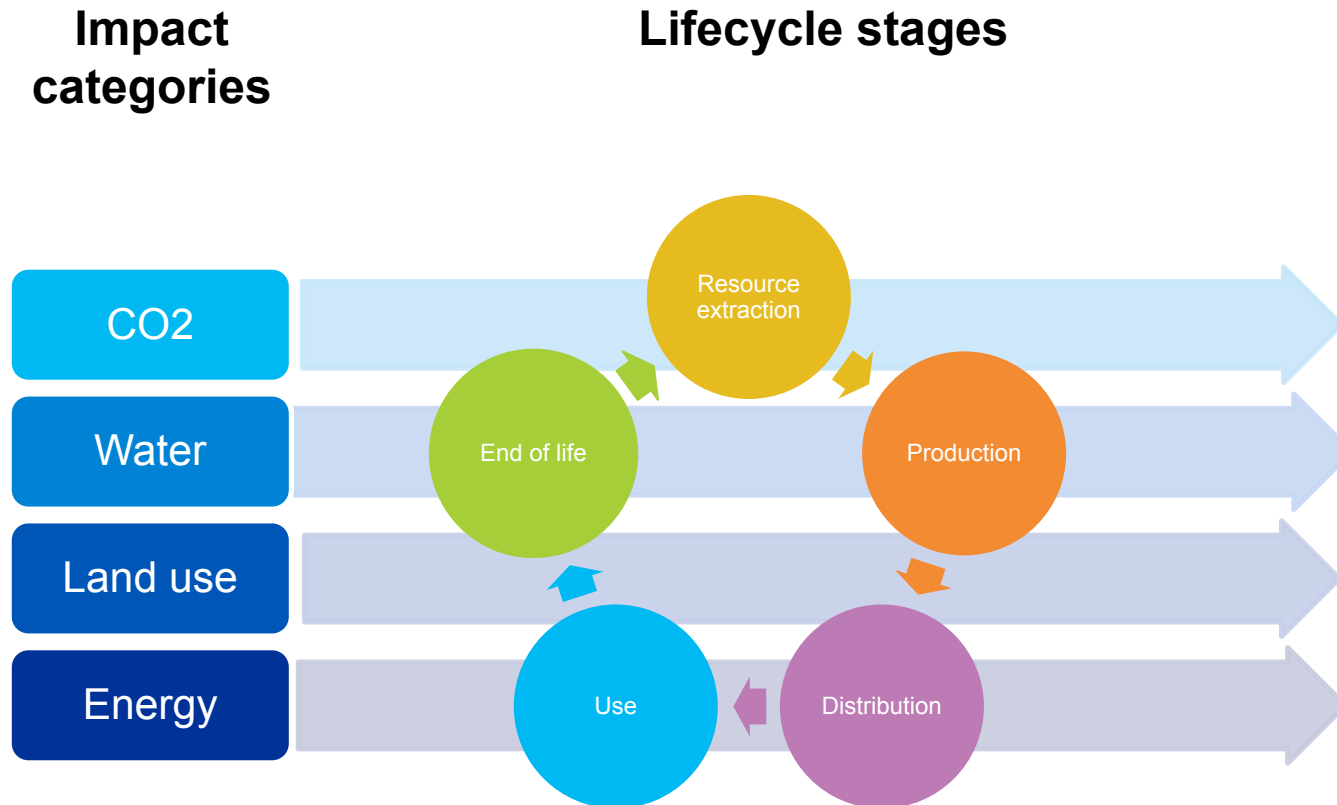 Impact
categories
Lifecycle stages
CO2
Water
Land use
Energy
Resource
extraction
Production
Distribution
Use
End of life